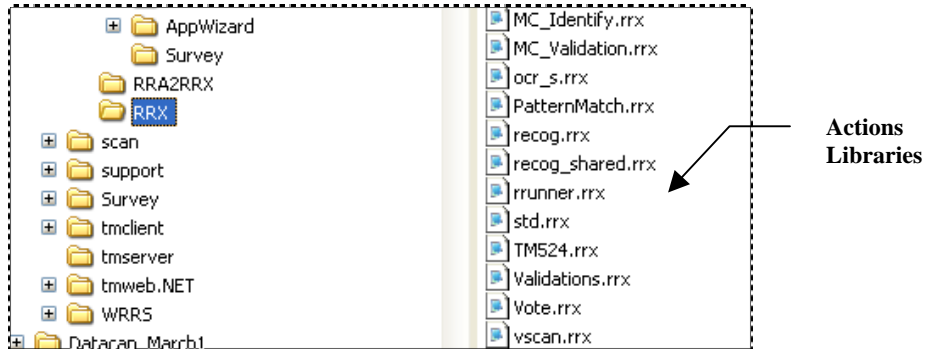 AppWizard
Survey
RRA2RRX
RRX
scan
support
Survey
tmclient
tmserver
tmweb.NET
WRRS
Datacap_March1
MC_Identify.rrx
MC_Validation.rrx
ocr_s.rrx
PatternMatch.rrx
recog.rrx
recog_shared.rrx
rrunner.rrx
std.rrx
TM524.rrx
Validations.rrx
Vote.rrx
vscan.rrx
Actions
Libraries